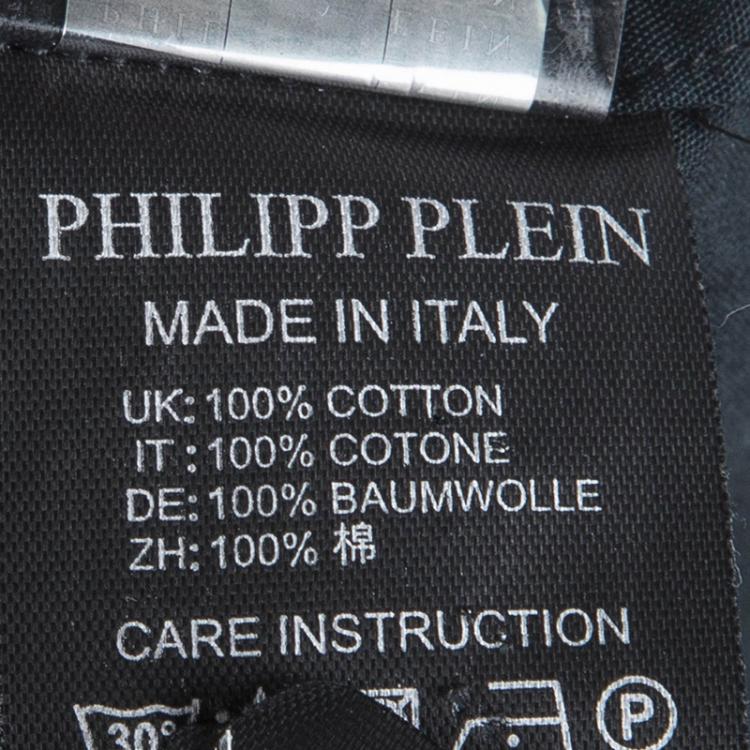 PHILIPP PLEIN
MADE IN ITALY
UK: 100% COTTON
IT : 100% COTONE
DE: 100% BAUMWOLLE
ZH: 100% 棉
CARE INSTRUCTION
30°
P